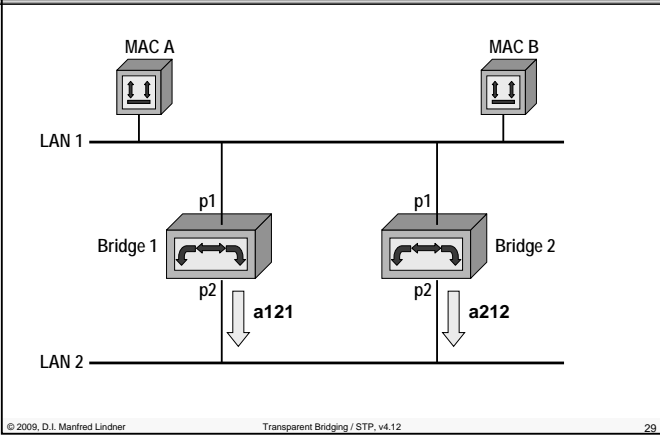 MAC A
MAC B
LAN 1
p1
p1
Bridge 1
Bridge 2
p2
a121
p2
a212
LAN 2
© 2009, D.I. Manfred Lindner
Transparent Bridging / STP, v4.12
29